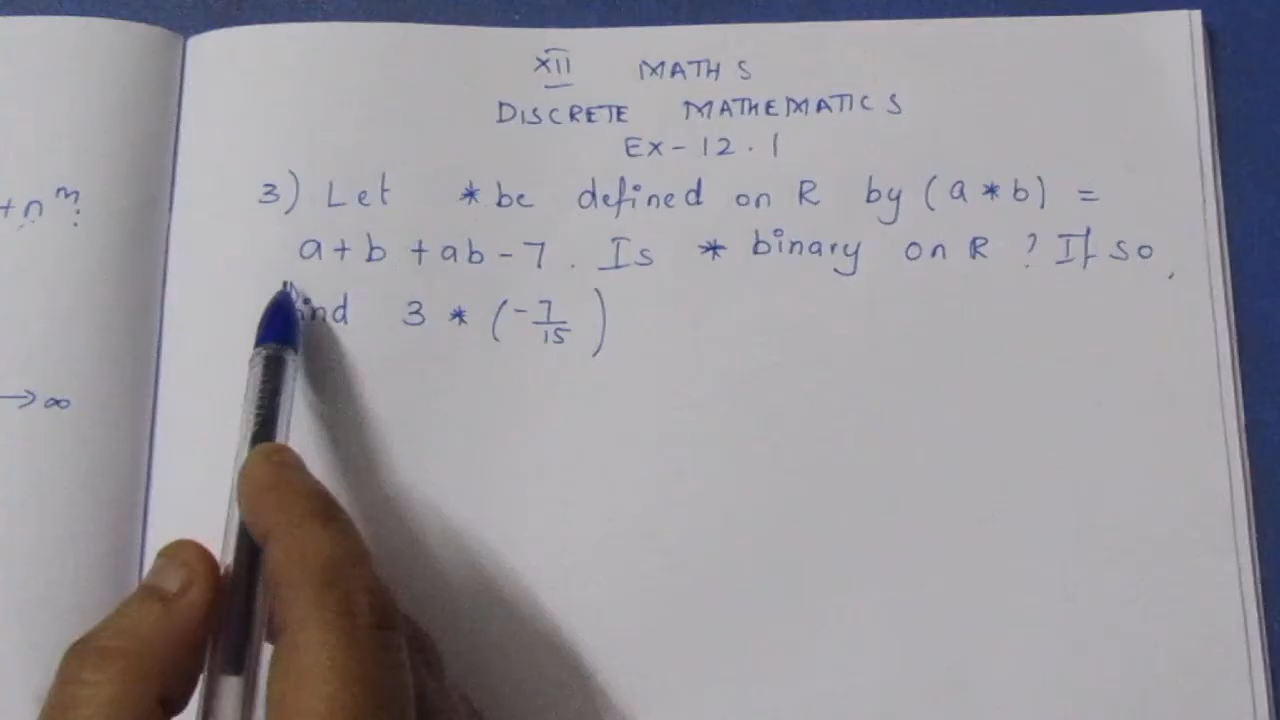 +n^m
→∞
XII MATHS
DISCRETE MATHEMATICS
Ex-12.1
3) Let * be defined on R by (a * b) =
a + b + ab - 7. Is * binary on R ? If so,
find 3 * (-7/15)